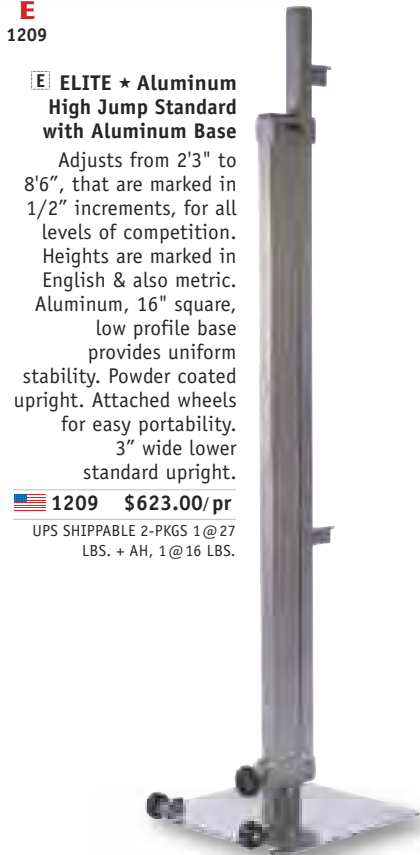 E
1209
E ELITE ★ Aluminum
High Jump Standard
with Aluminum Base
Adjusts from 2'3" to
8'6”, that are marked in
1/2” increments, for all
levels of competition.
Heights are marked in
English & also metric.
Aluminum, 16" square,
low profile base
provides uniform
stability. Powder coated
upright. Attached wheels
for easy portability.
3” wide lower
standard upright.
1209 $623.00/pr
UPS SHIPPABLE 2-PKGS 1@27
LBS. + AH, 1@16 LBS.